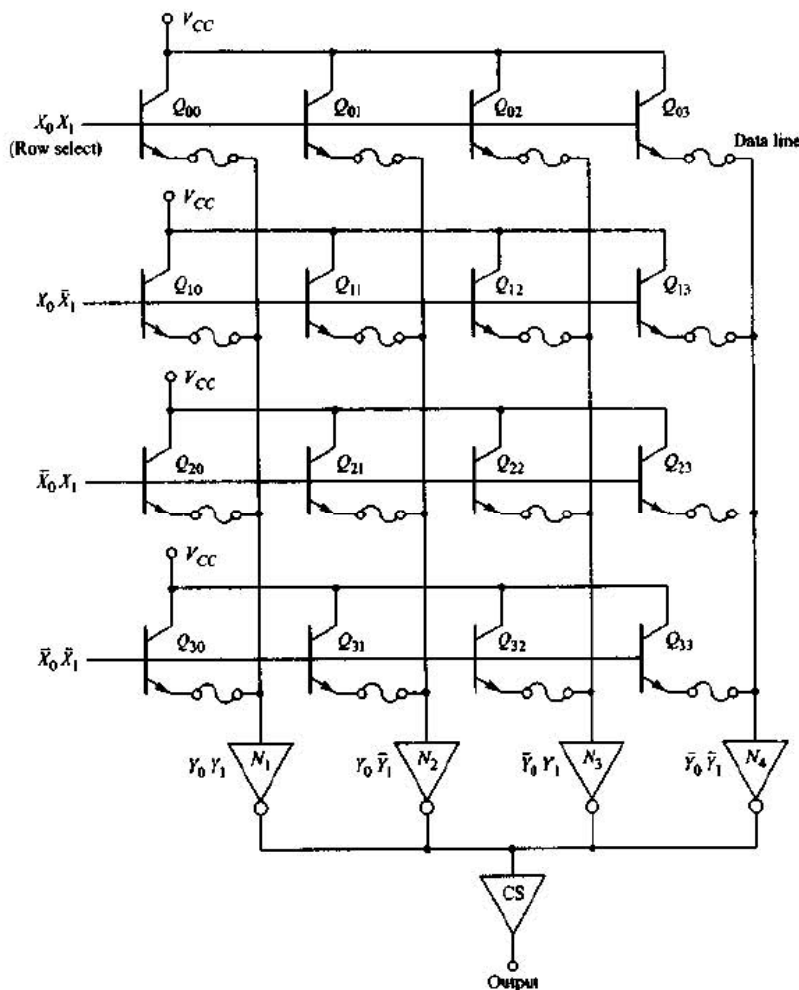 V_CC
Q_00 Q_01 Q_02 Q_03
X_0 X_1
(Row select)
Data line
V_CC
Q_10 Q_11 Q_12 Q_13
X_0 X̄_1
V_CC
Q_20 Q_21 Q_22 Q_23
X̄_0 X_1
V_CC
Q_30 Q_31 Q_32 Q_33
X̄_0 X̄_1
Y_0 Y_1 N_1 Y_0 Ȳ_1 N_2 Ȳ_0 Y_1 N_3 Ȳ_0 Ȳ_1 N_4
CS
Output